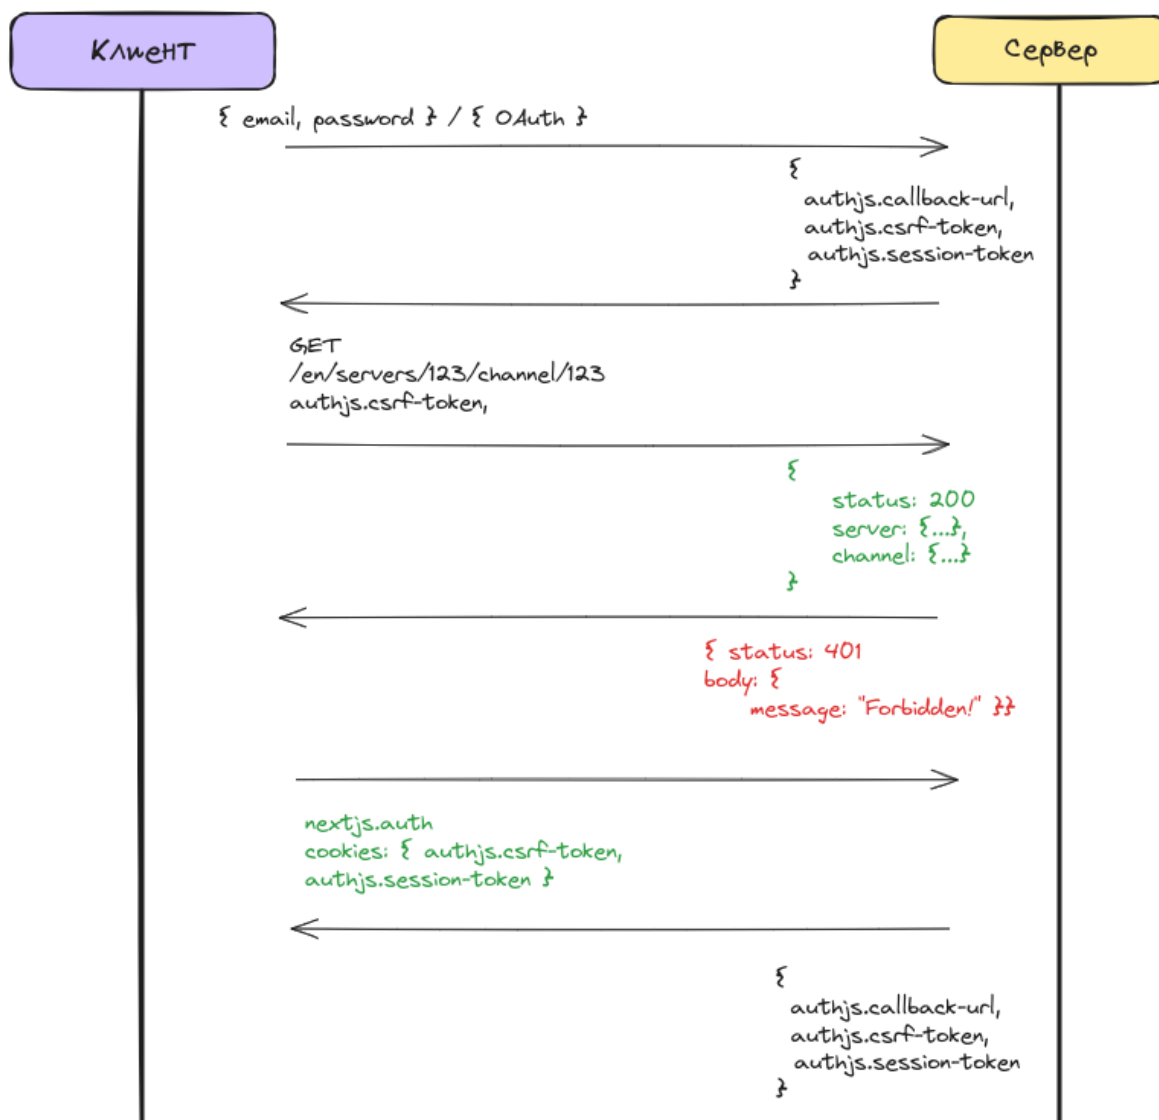 Клиент
Сервер
{ email, password } / { OAuth }
{
authjs.callback-url,
authjs.csrf-token,
authjs.session-token
}
GET
/en/servers/123/channel/123
authjs.csrf-token,
{
status: 200
server: {...},
channel: {...}
}
{ status: 401
body: {
message: "Forbidden!" }}
nextjs.auth
cookies: { authjs.csrf-token,
authjs.session-token }
{
authjs.callback-url,
authjs.csrf-token,
authjs.session-token
}